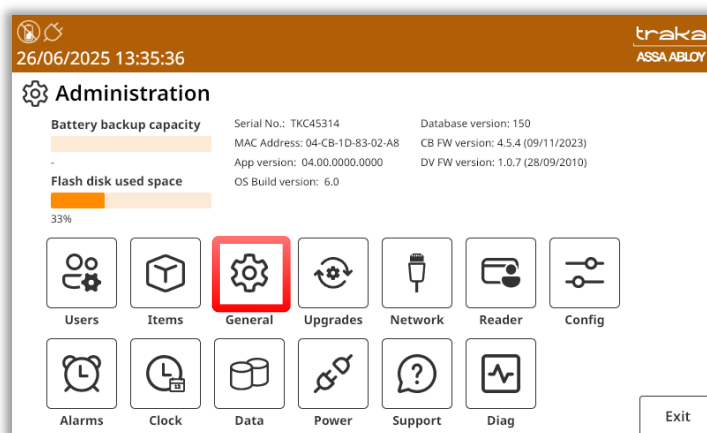 traka
26/06/2025 13:35:36
ASSA ABLOY
Administration
Battery backup capacity
-
Flash disk used space
33%
Serial No.: TKC45314
MAC Address: 04-CB-1D-83-02-A8
App version: 04.00.0000.0000
OS Build version: 6.0
Database version: 150
CB FW version: 4.5.4 (09/11/2023)
DV FW version: 1.0.7 (28/09/2010)
Users Items General Upgrades Network Reader Config
Alarms Clock Data Power Support Diag
?
Exit